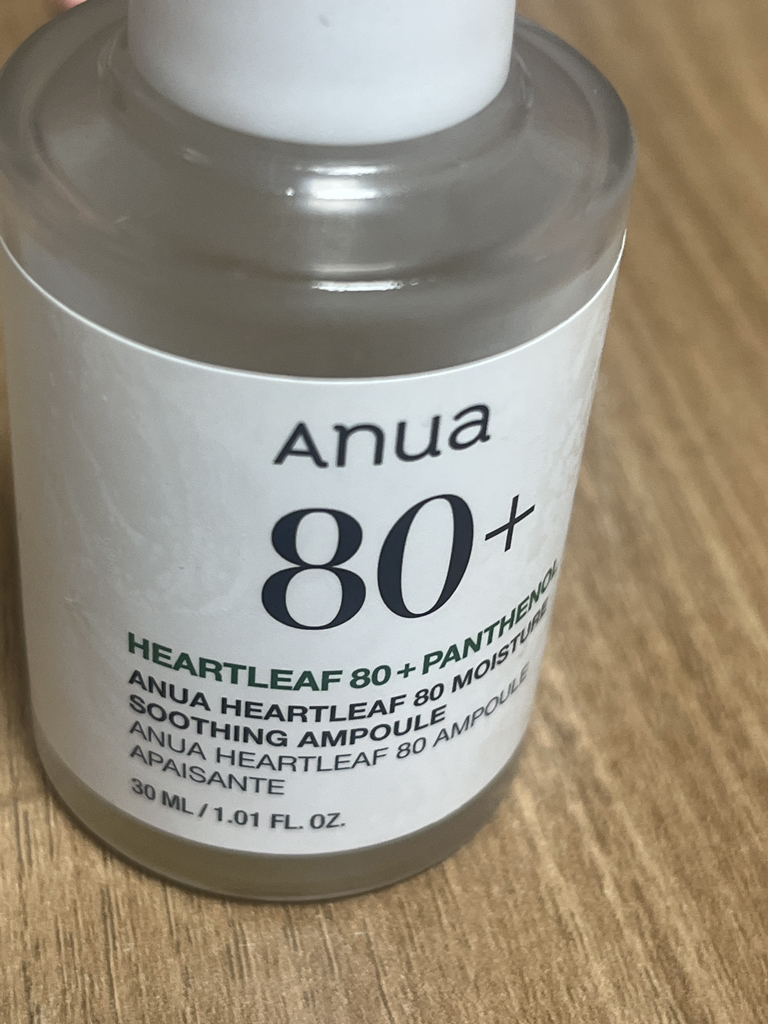 Anua
80+
HEARTLEAF 80 + PANTHENOL
ANUA HEARTLEAF 80 MOISTURE
SOOTHING AMPOULE
ANUA HEARTLEAF 80 AMPOULE
APAISANTE
30 ML / 1.01 FL. OZ.